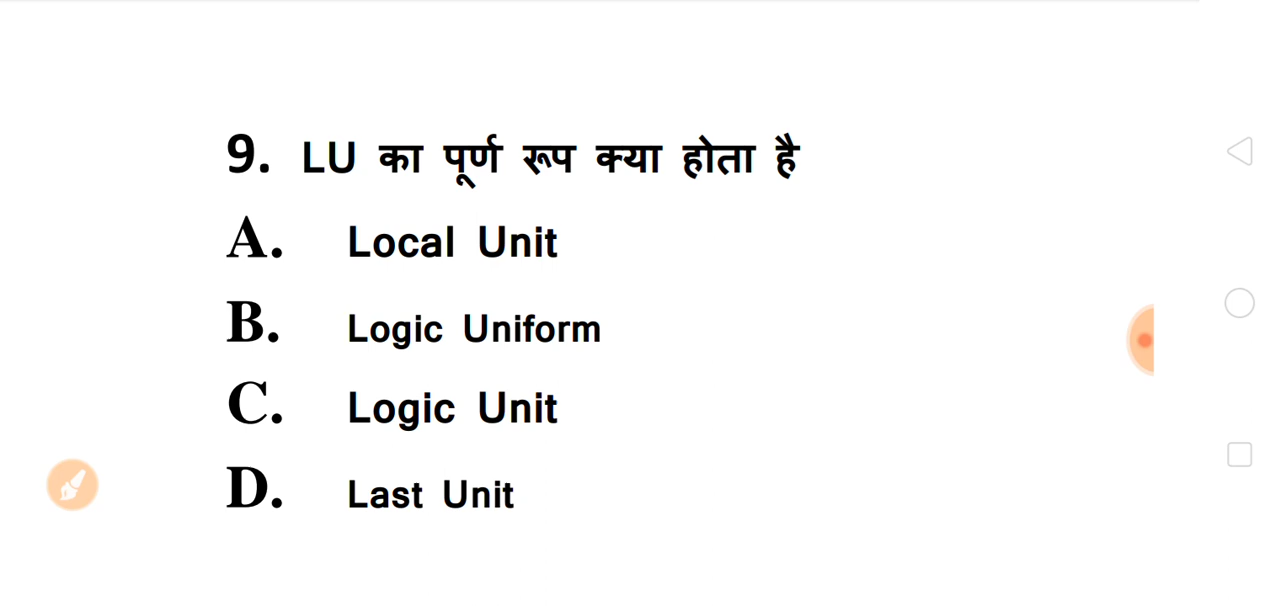 9. LU का पूर्ण रूप क्या होता है
A. Local Unit
B. Logic Uniform
C. Logic Unit
D. Last Unit